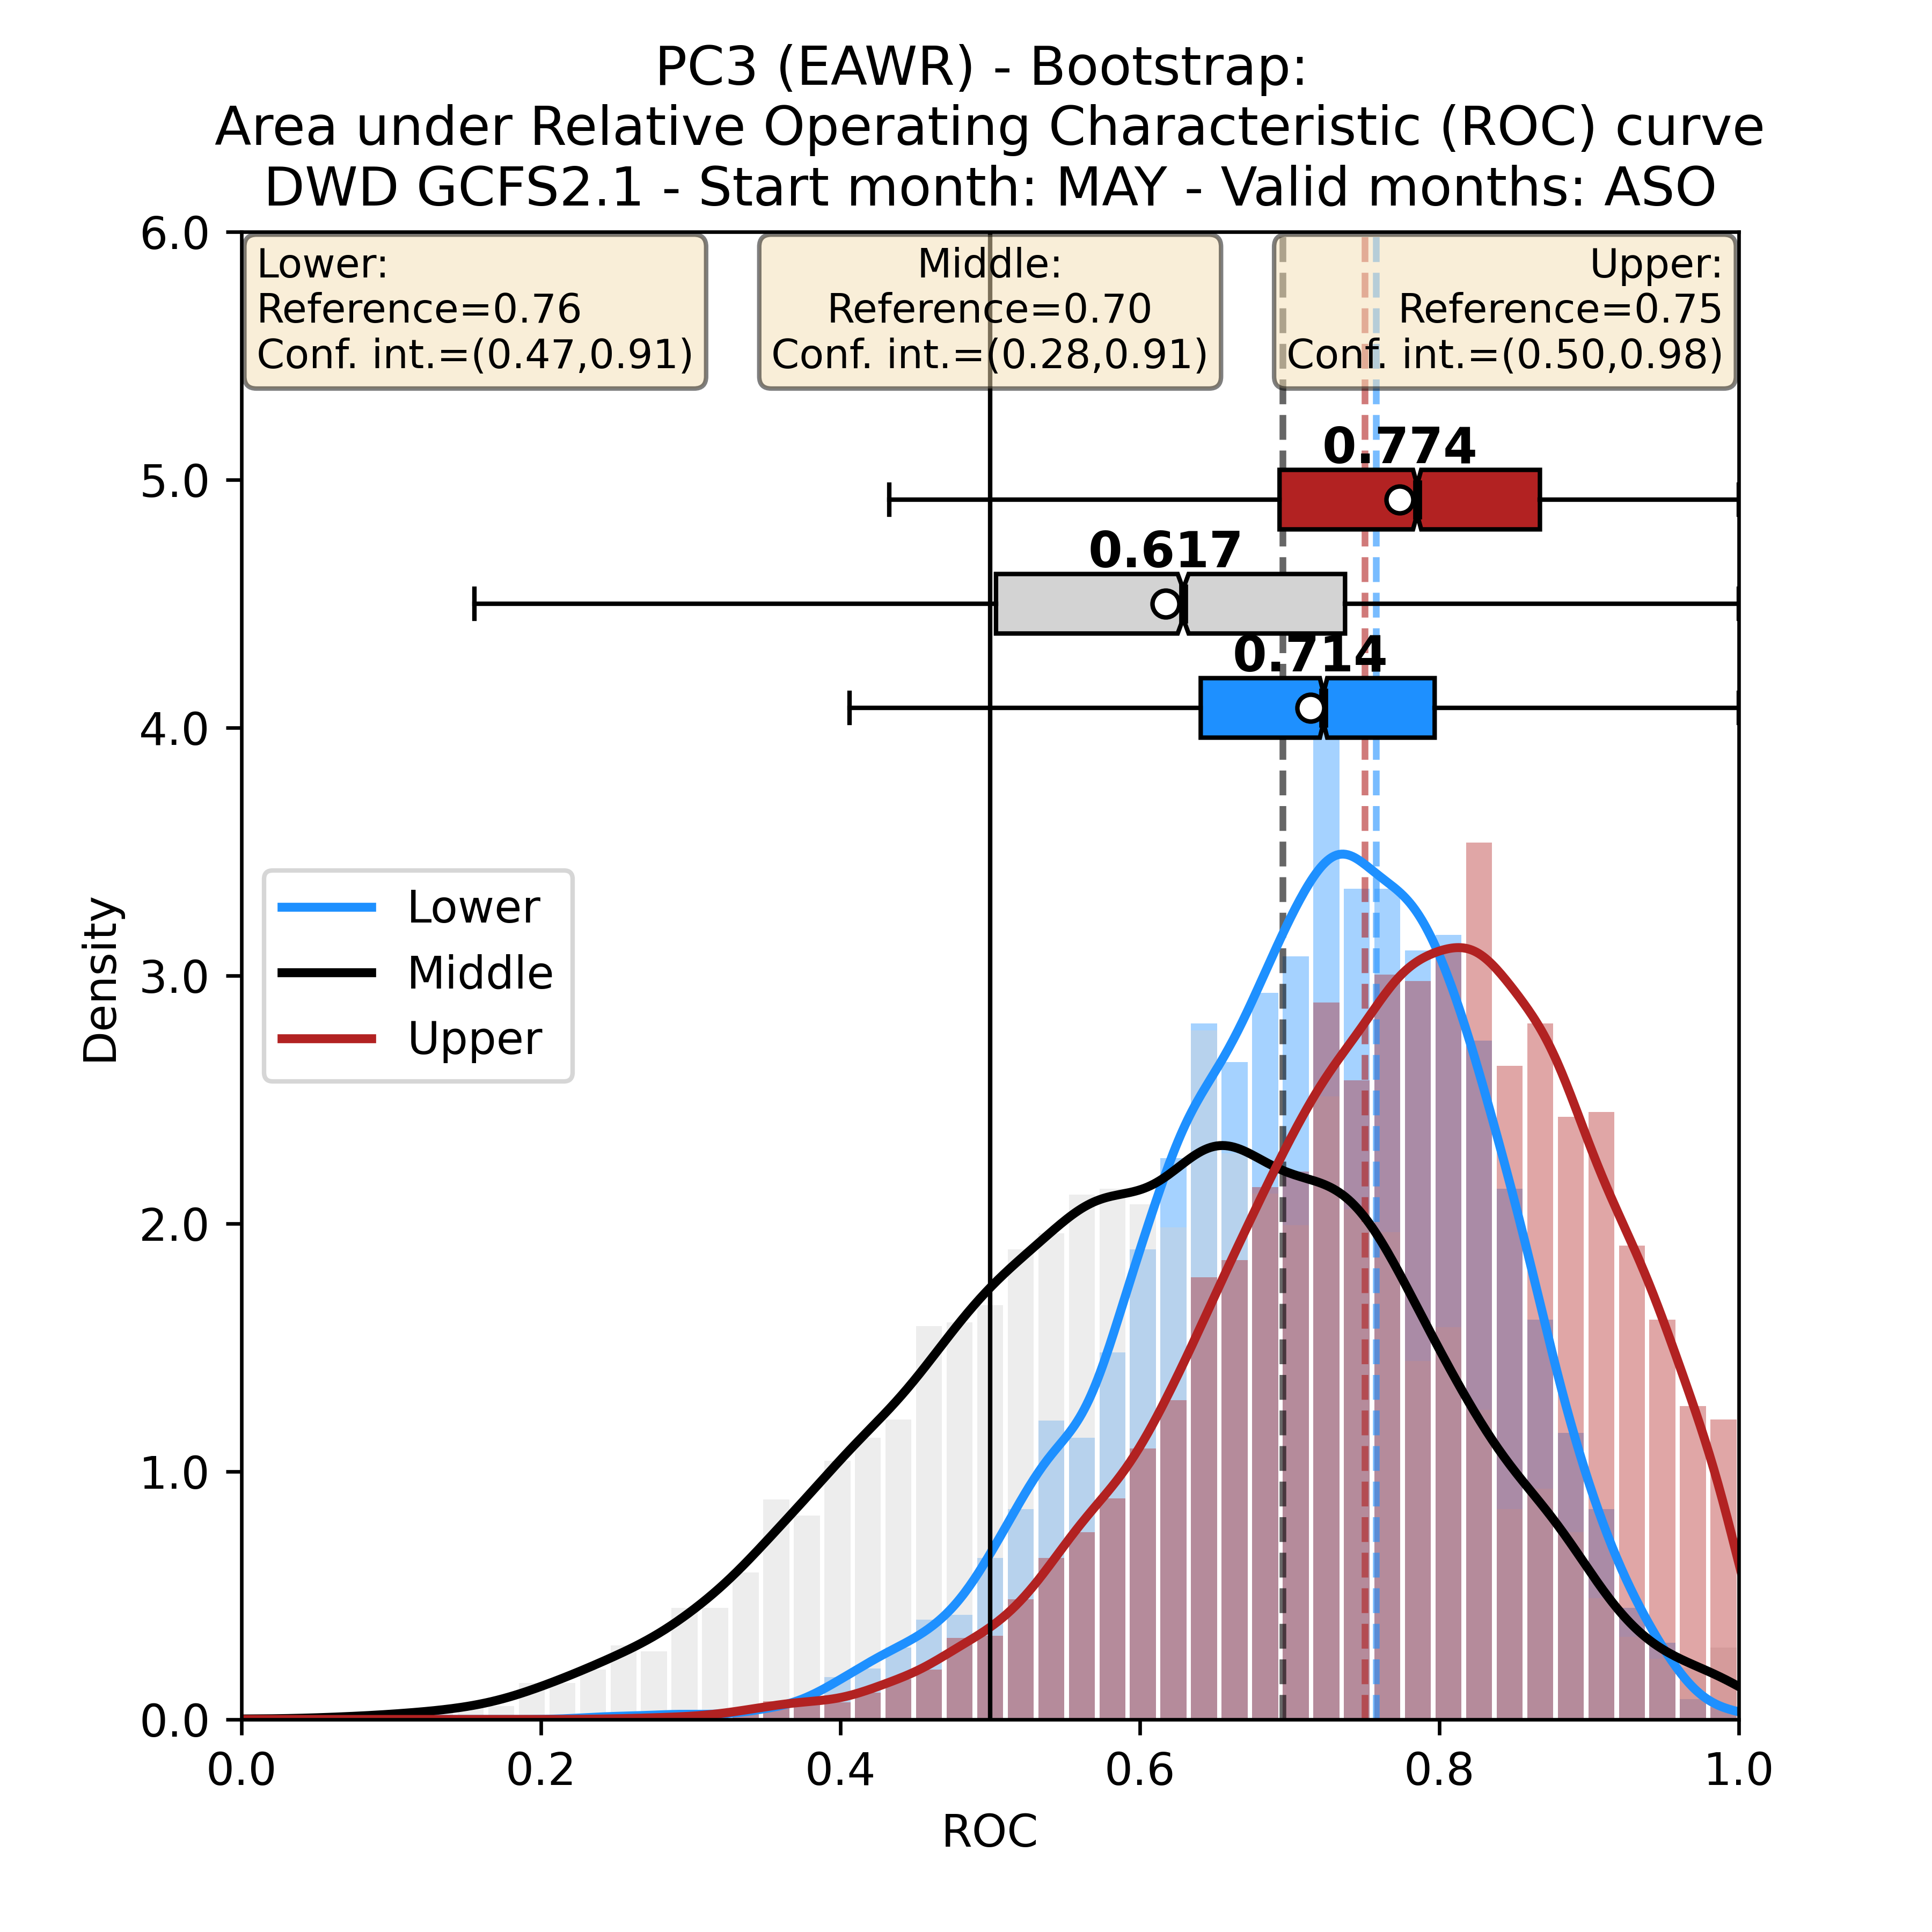 PC3 (EAWR) - Bootstrap:
Area under Relative Operating Characteristic (ROC) curve
DWD GCFS2.1 - Start month: MAY - Valid months: ASO
Lower:
Reference=0.76
Conf. int.=(0.47,0.91)
Middle:
Reference=0.70
Conf. int.=(0.28,0.91)
Upper:
Reference=0.75
Conf. int.=(0.50,0.98)
0.774
0.617
0.714
6.0
5.0
4.0
3.0
2.0
1.0
0.0
Density
Lower
Middle
Upper
0.0 0.2 0.4 0.6 0.8 1.0
ROC